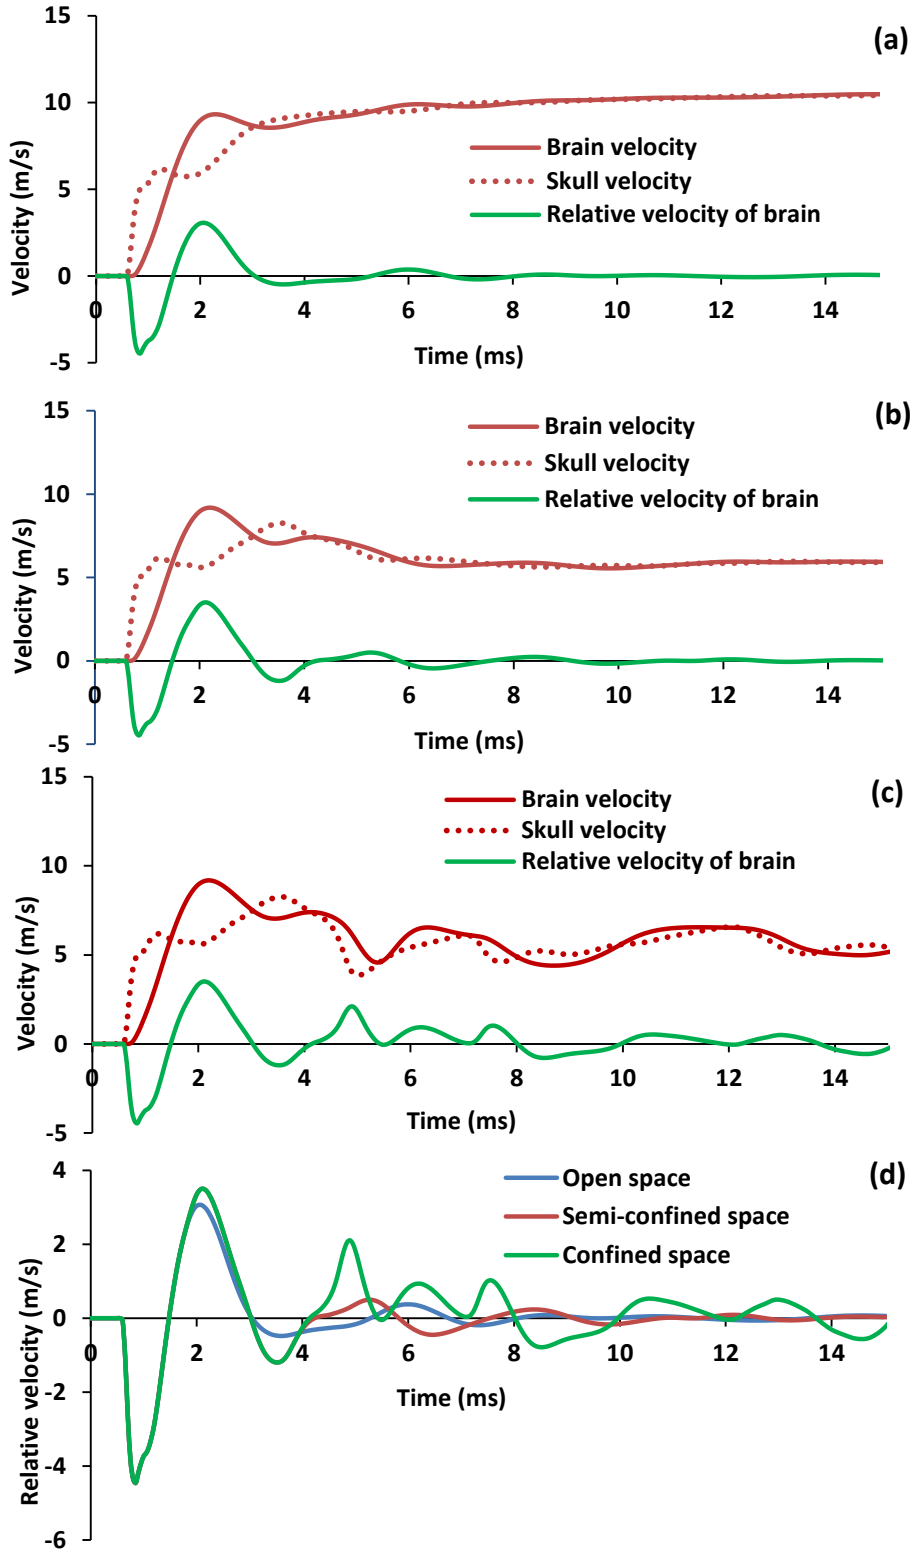 (a)
15
10
5
0
-5
Velocity (m/s)
Brain velocity
Skull velocity
Relative velocity of brain
0 2 4 6 8 10 12 14
Time (ms)
(b)
15
10
5
0
-5
Velocity (m/s)
Brain velocity
Skull velocity
Relative velocity of brain
0 2 4 6 8 10 12 14
Time (ms)
(c)
15
10
5
0
-5
Velocity (m/s)
Brain velocity
Skull velocity
Relative velocity of brain
0 2 4 6 8 10 12 14
Time (ms)
(d)
4
2
0
-2
-4
-6
Relative velocity (m/s)
Open space
Semi-confined space
Confined space
0 2 4 6 8 10 12 14
Time (ms)